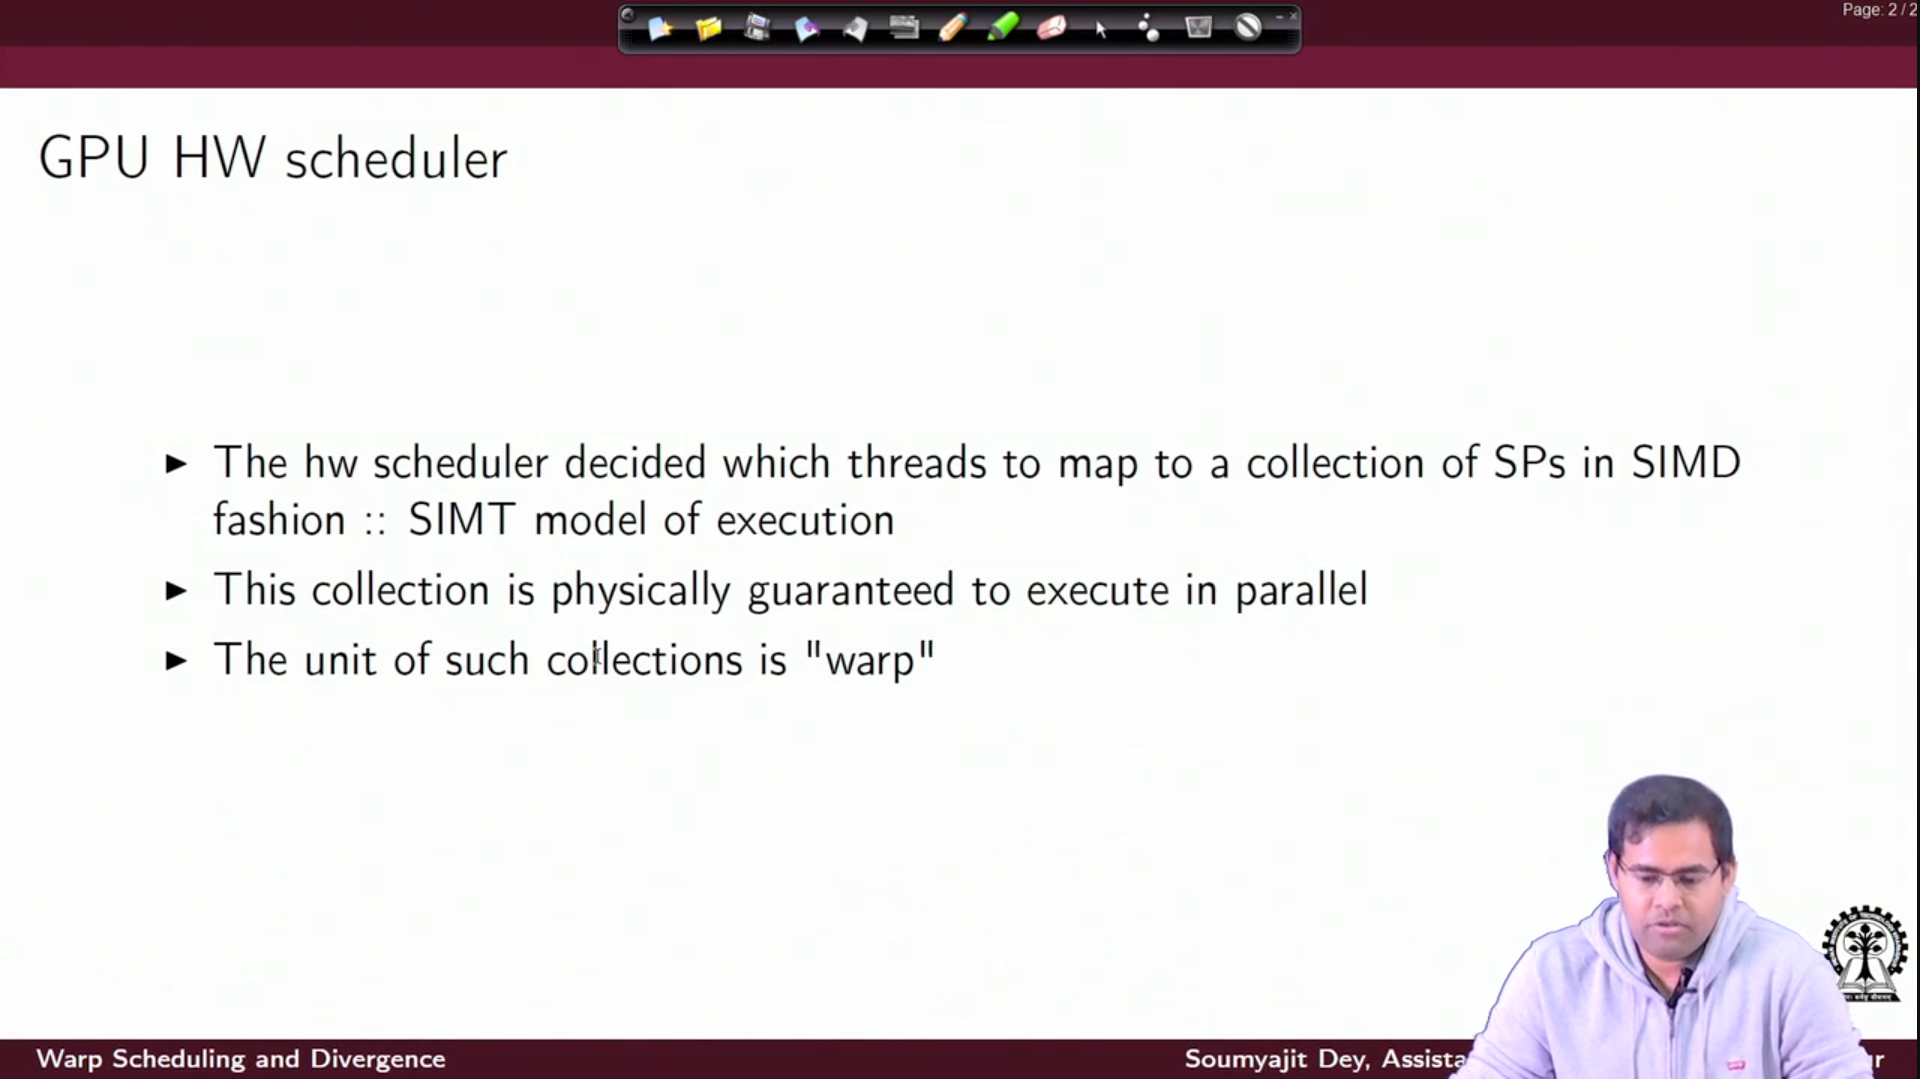 Page: 2 / 2
GPU HW scheduler
► The hw scheduler decided which threads to map to a collection of SPs in SIMD
fashion :: SIMT model of execution
► This collection is physically guaranteed to execute in parallel
► The unit of such collections is "warp"
Warp Scheduling and Divergence
Soumyajit Dey, Assista